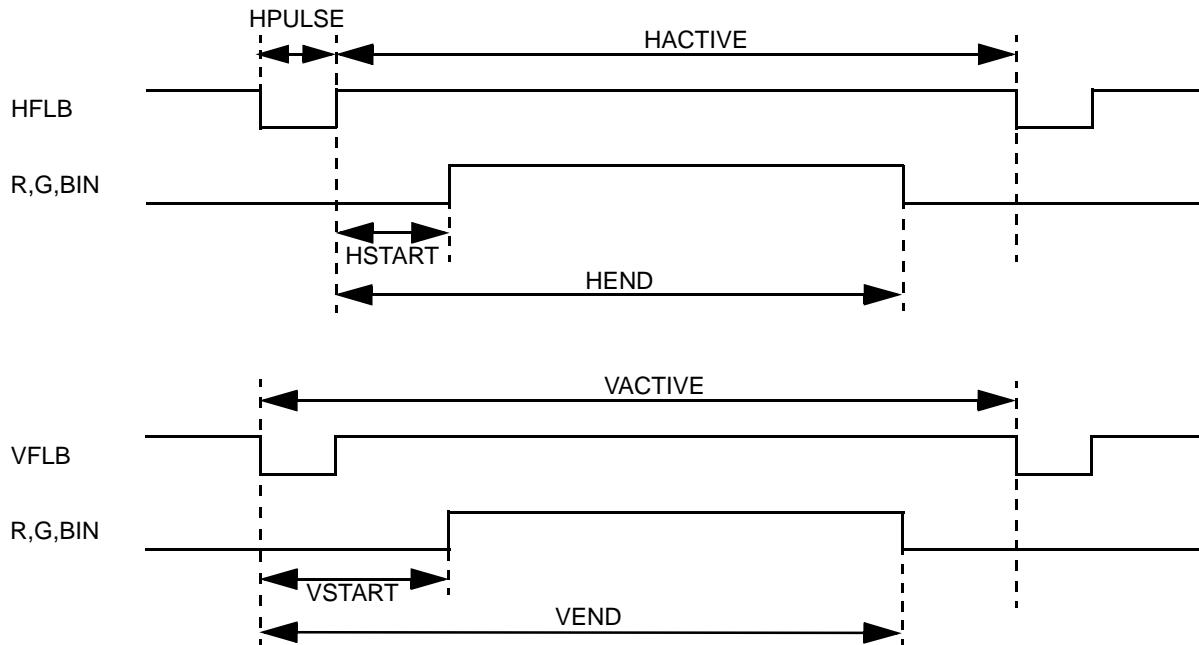 HPULSE
HACTIVE
HFLB
R,G,BIN
HSTART
HEND
VACTIVE
VFLB
R,G,BIN
VSTART
VEND